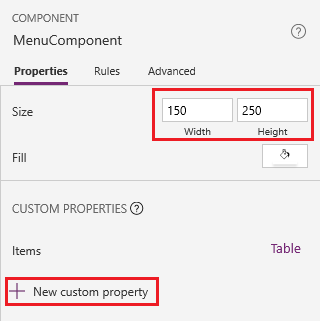 COMPONENT
MenuComponent
?
Properties Rules Advanced
Size 150 250
Width Height
Fill
CUSTOM PROPERTIES ?
Items Table
+ New custom property